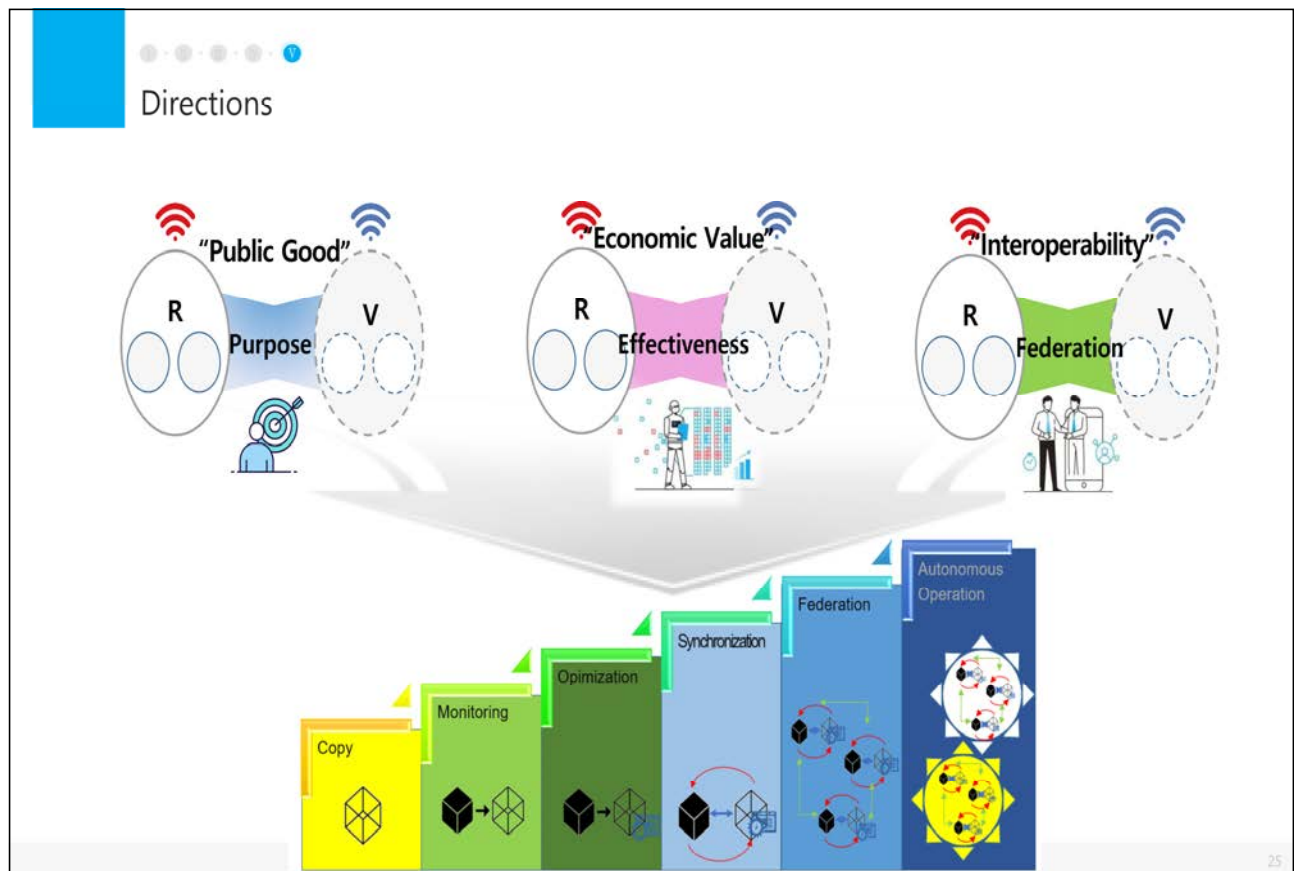 V
Directions
"Public Good"
R
V
Purpose
"Economic Value"
R
V
Effectiveness
"Interoperability"
R
V
Federation
Copy
Monitoring
Opimization
Synchronization
Federation
Autonomous
Operation
25